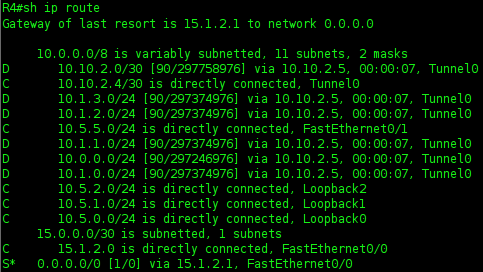 R4#sh ip route
Gateway of last resort is 15.1.2.1 to network 0.0.0.0
10.0.0.0/8 is variably subnetted, 11 subnets, 2 masks
D 10.10.2.0/30 [90/297758976] via 10.10.2.5, 00:00:07, Tunnel0
C 10.10.2.4/30 is directly connected, Tunnel0
D 10.1.3.0/24 [90/297374976] via 10.10.2.5, 00:00:07, Tunnel0
D 10.1.2.0/24 [90/297374976] via 10.10.2.5, 00:00:07, Tunnel0
C 10.5.5.0/24 is directly connected, FastEthernet0/1
D 10.1.1.0/24 [90/297374976] via 10.10.2.5, 00:00:07, Tunnel0
D 10.0.0.0/24 [90/297246976] via 10.10.2.5, 00:00:07, Tunnel0
D 10.1.0.0/24 [90/297374976] via 10.10.2.5, 00:00:07, Tunnel0
C 10.5.2.0/24 is directly connected, Loopback2
C 10.5.1.0/24 is directly connected, Loopback1
C 10.5.0.0/24 is directly connected, Loopback0
15.0.0.0/30 is subnetted, 1 subnets
C 15.1.2.0 is directly connected, FastEthernet0/0
S* 0.0.0.0/0 [1/0] via 15.1.2.1, FastEthernet0/0